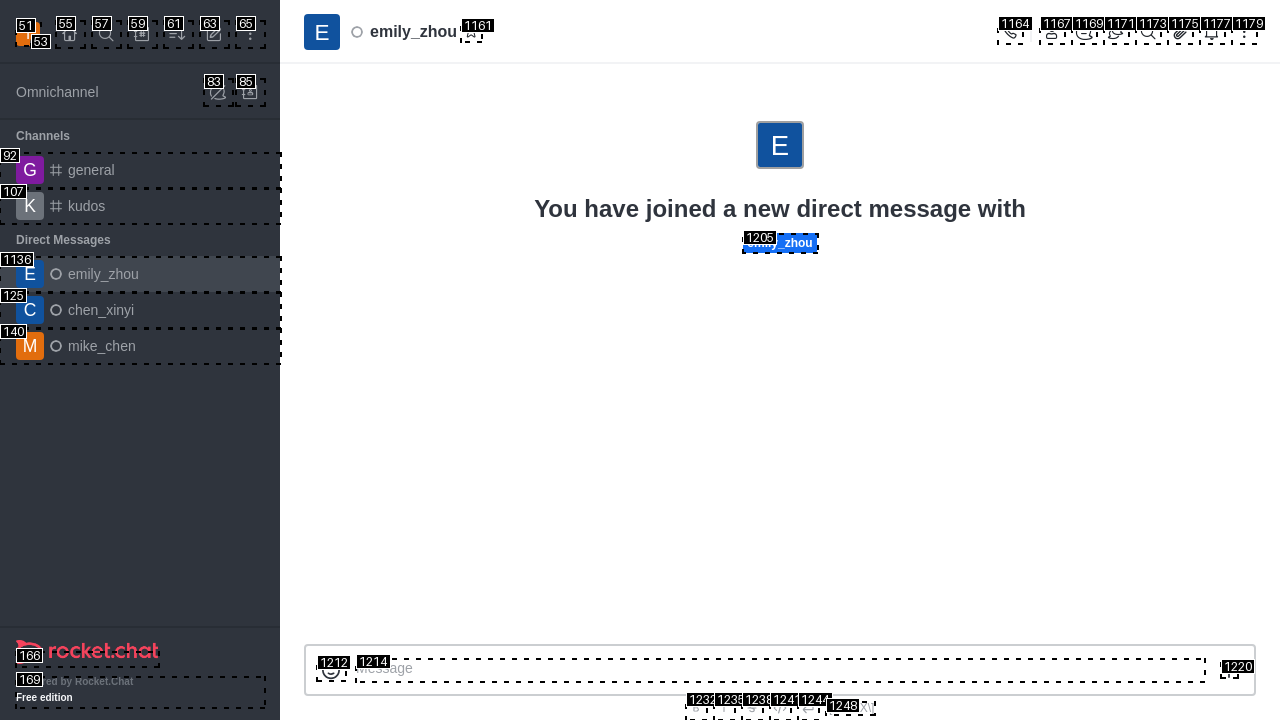 51
53
55
57
59
61
63
65
E
emily_zhou
1161
1164
1167
1169
1171
1173
1175
1177
1179
Omnichannel
83
85
Channels
92
G general
107
K kudos
Direct Messages
1136
E emily_zhou
125
C chen_xinyi
140
M mike_chen
E
You have joined a new direct message with
1205
emily_zhou
166
rocket.chat
169
Powered by Rocket.Chat
Free edition
1212
1214
Message
1220
1232
1235
1238
1241
1244
1248